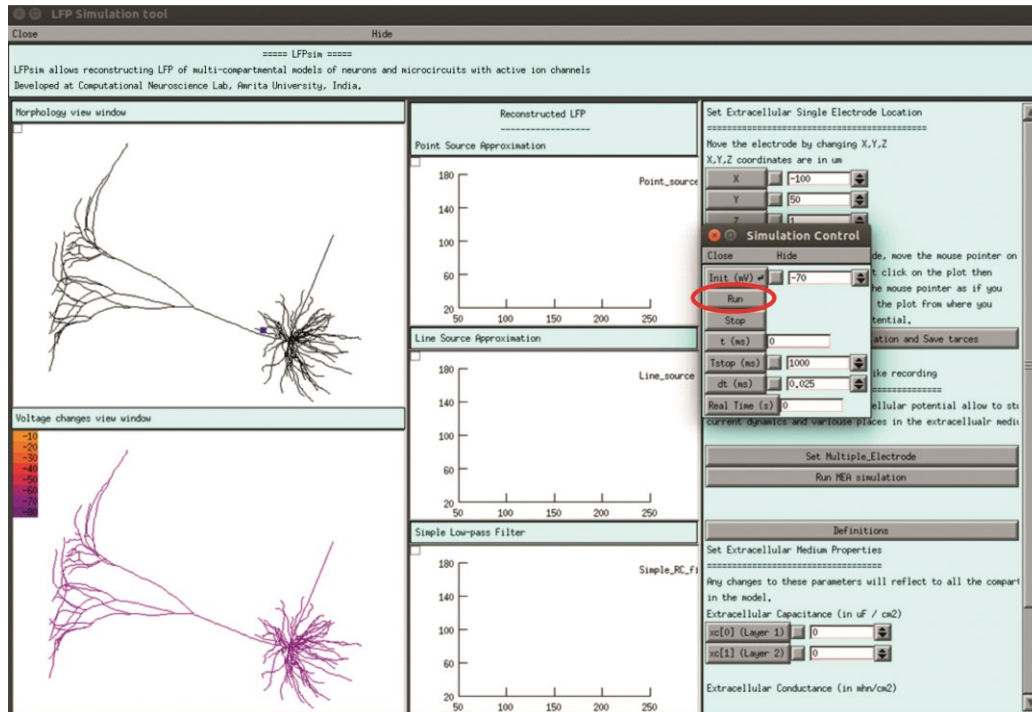 LFP Simulation tool
Close Hide
===== LFPsim =====
LFPsim allows reconstructing LFP of multi-compartmental models of neurons and microcircuits with active ion channels
Developed at Computational Neuroscience Lab, Amrita University, India.
Morphology view window
Voltage changes view window
-10
-20
-30
-40
-50
-60
-70
-80
Reconstructed LFP
------------------
Point Source Approximation
180
140
100
60
20
50 100 150 200 250
Point_source
Line Source Approximation
180
140
100
60
20
50 100 150 200 250
Line_source
Simple Low-pass Filter
180
140
100
60
20
50 100 150 200 250
Simple_RC_fi
Set Extracellular Single Electrode Location
============================================
Move the electrode by changing X,Y,Z
X,Y,Z coordinates are in um
X -100
Y 50
Z 1
Simulation Control
Close Hide
Init (mV) -70
Run
Stop
t (ms) 0
Tstop (ms) 1000
dt (ms) 0.025
Real Time (s) 0
de, move the mouse pointer on
t click on the plot then
he mouse pointer as if you
the plot from where you
tential.
ation and Save tarces
ike recording
==============
ellular potential allow to stu
current dynamics and variouse places in the extracellualr mediu
Set Multiple_Electrode
Run MEA simulation
Definitions
Set Extracellular Medium Properties
===================================
Any changes to these parameters will reflect to all the compart
in the model.
Extracellular Capacitance (in uF / cm2)
xc[0] (Layer 1) 0
xc[1] (Layer 2) 0
Extracellular Conductance (in mhn/cm2)